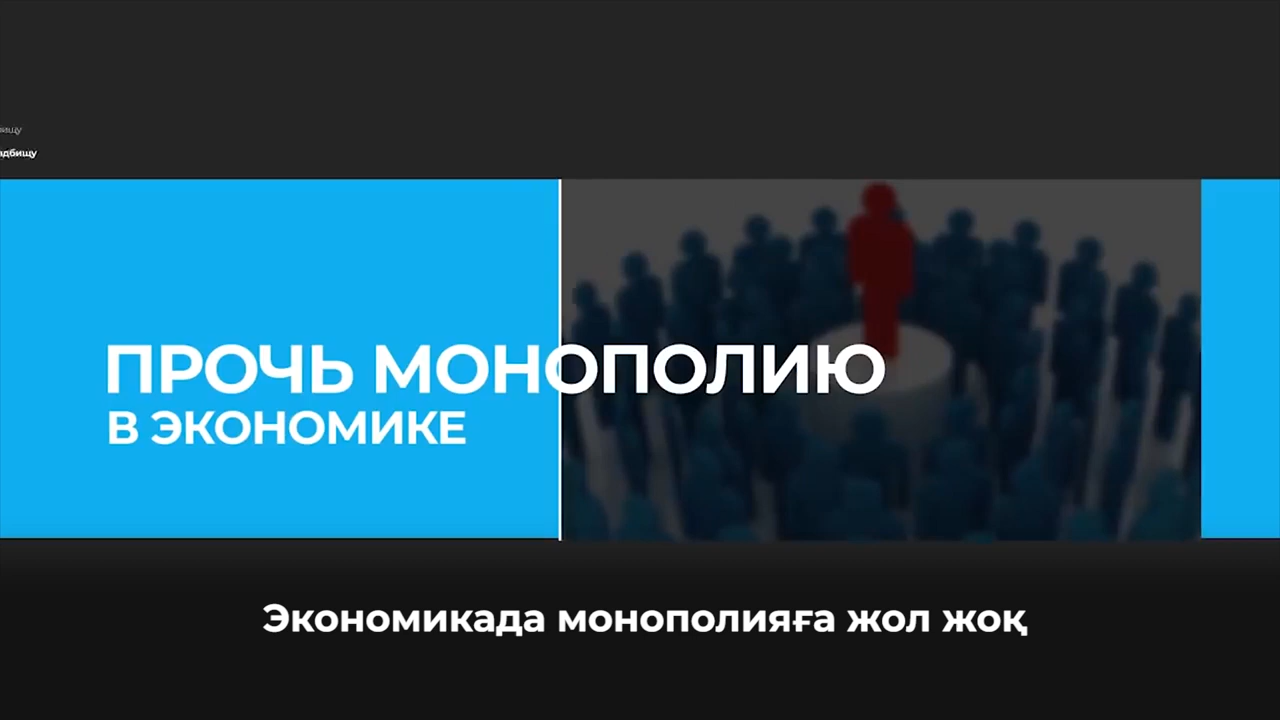 ПРОЧЬ МОНОПОЛИЮ
В ЭКОНОМИКЕ
Экономикада монополияға жол жоқ